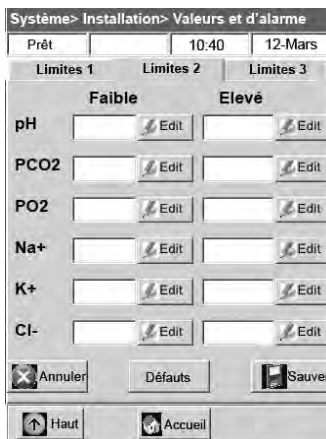 Système> Installation> Valeurs et d'alarme
Prêt 10:40 12-Mars
Limites 1 Limites 2 Limites 3
Faible Elevé
pH Edit Edit
PCO2 Edit Edit
PO2 Edit Edit
Na+ Edit Edit
K+ Edit Edit
Cl- Edit Edit
Annuler Défauts Sauver
Haut Accueil